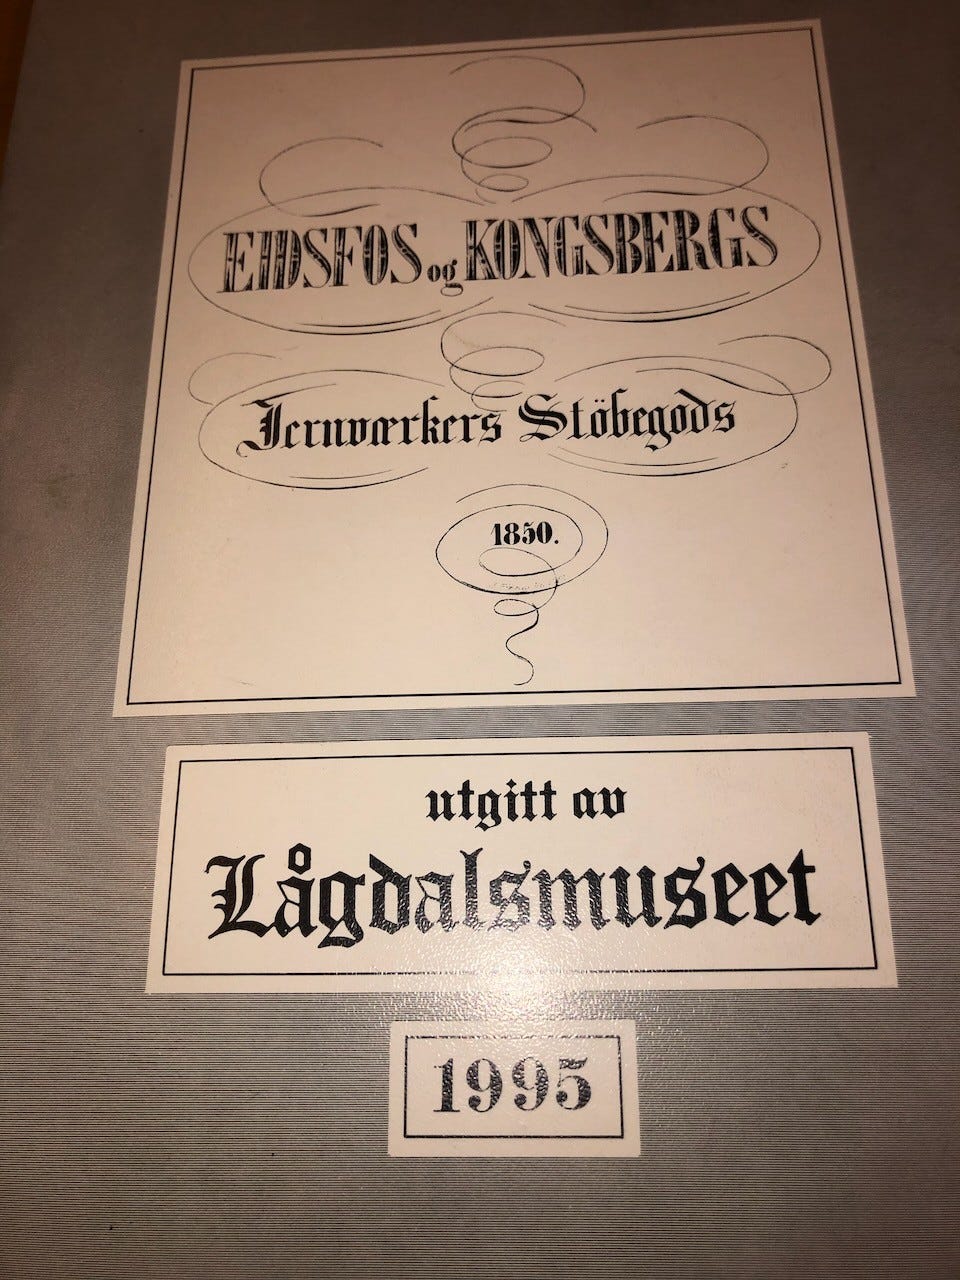 EIDSFOS og KONGSBERGS
Jernværkers Stöbegods
1850.
utgitt av
Lågdalsmuseet
1995